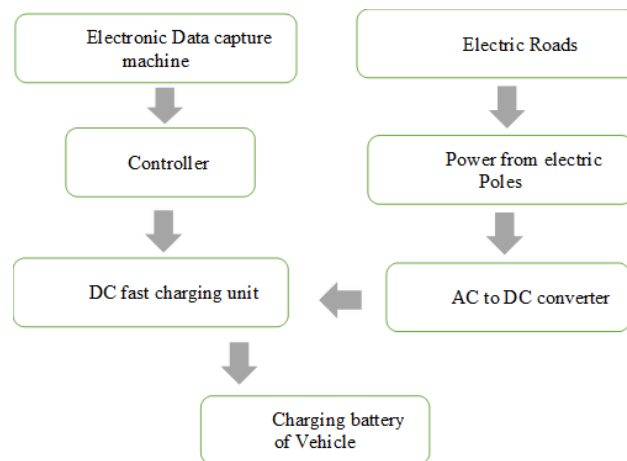 Electronic Data capture
machine
Electric Roads
Controller
Power from electric
Poles
DC fast charging unit
AC to DC converter
Charging battery
of Vehicle